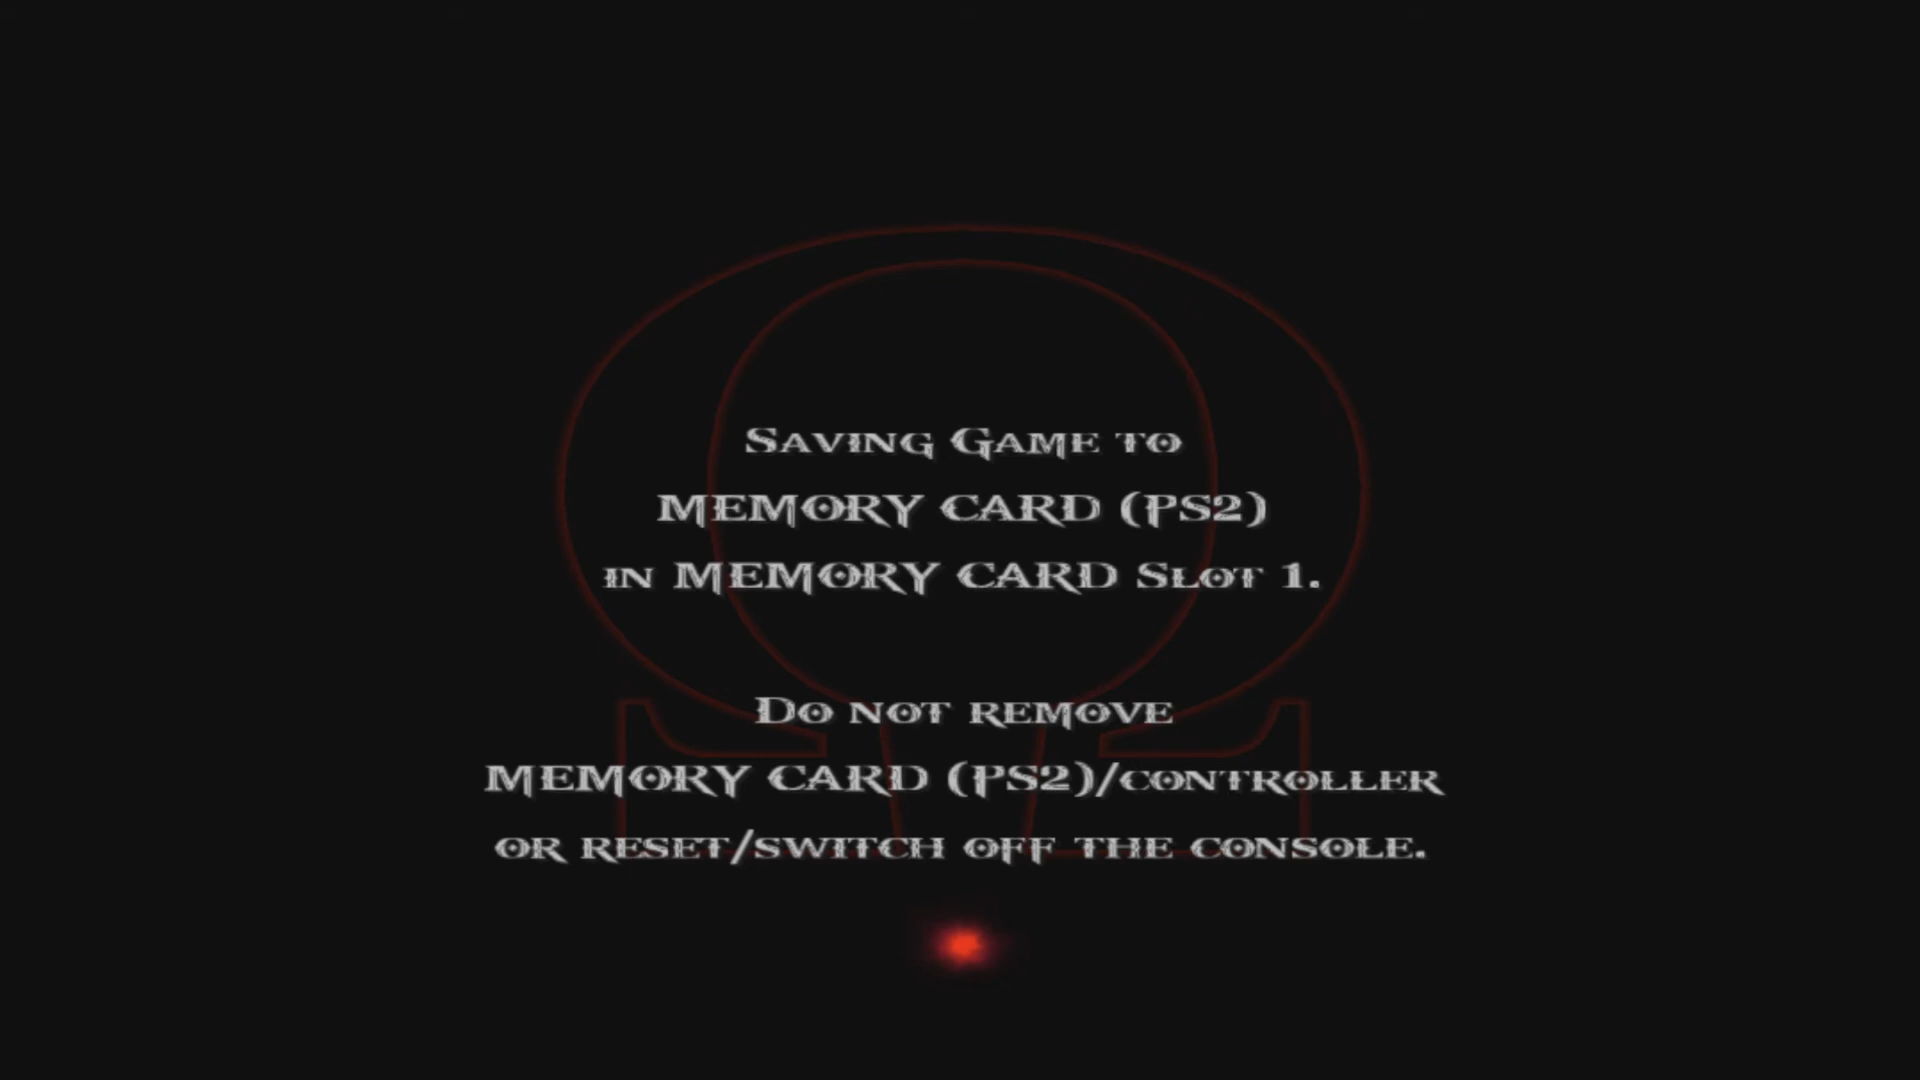 Saving Game to
MEMORY CARD (PS2)
in MEMORY CARD Slot 1.
Do not remove
MEMORY CARD (PS2)/controller
or reset/switch off the console.